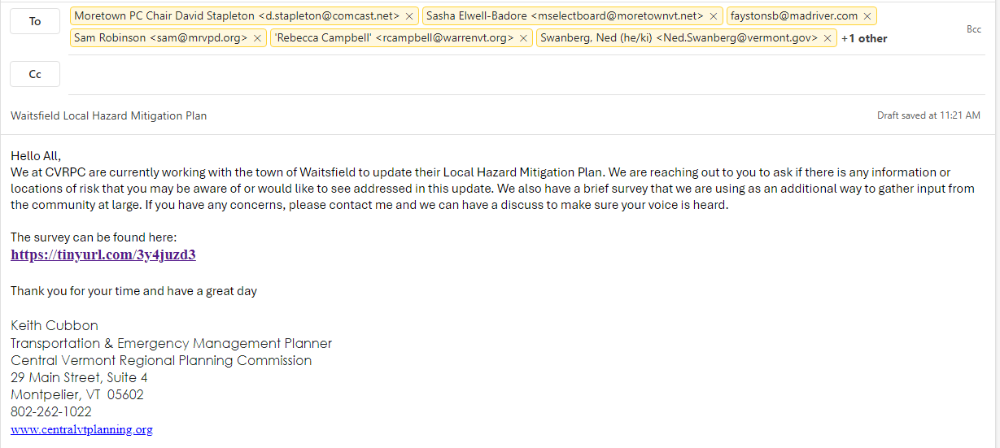 To
Moretown PC Chair David Stapleton <d.stapleton@comcast.net> × Sasha Elwell-Badore <mselectboard@moretownvt.net> × faystonsb@madriver.com ×
Bcc
Sam Robinson <sam@mrvpd.org> × 'Rebecca Campbell' <rcampbell@warrenvt.org> × Swanberg, Ned (he/ki) <Ned.Swanberg@vermont.gov> × +1 other
Cc
Waitsfield Local Hazard Mitigation Plan
Draft saved at 11:21 AM
Hello All,
We at CVRPC are currently working with the town of Waitsfield to update their Local Hazard Mitigation Plan. We are reaching out to you to ask if there is any information or
locations of risk that you may be aware of or would like to see addressed in this update. We also have a brief survey that we are using as an additional way to gather input from
the community at large. If you have any concerns, please contact me and we can have a discuss to make sure your voice is heard.
The survey can be found here:
https://tinyurl.com/3y4juzd3
Thank you for your time and have a great day
Keith Cubbon
Transportation & Emergency Management Planner
Central Vermont Regional Planning Commission
29 Main Street, Suite 4
Montpelier, VT  05602
802-262-1022
www.centralvtplanning.org